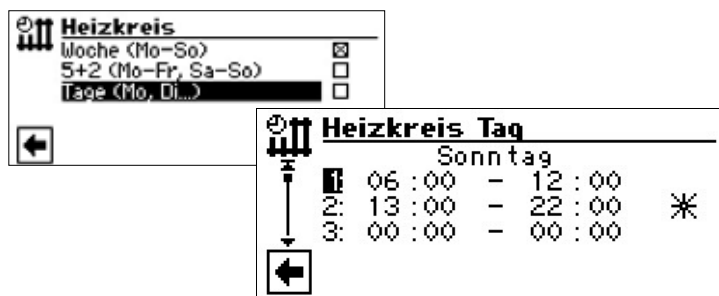 Heizkreis
Woche (Mo-So)
5+2 (Mo-Fr, Sa-So)
Tage (Mo, Di...)
Heizkreis Tag
Sonntag
1: 06:00 - 12:00
2: 13:00 - 22:00
3: 00:00 - 00:00